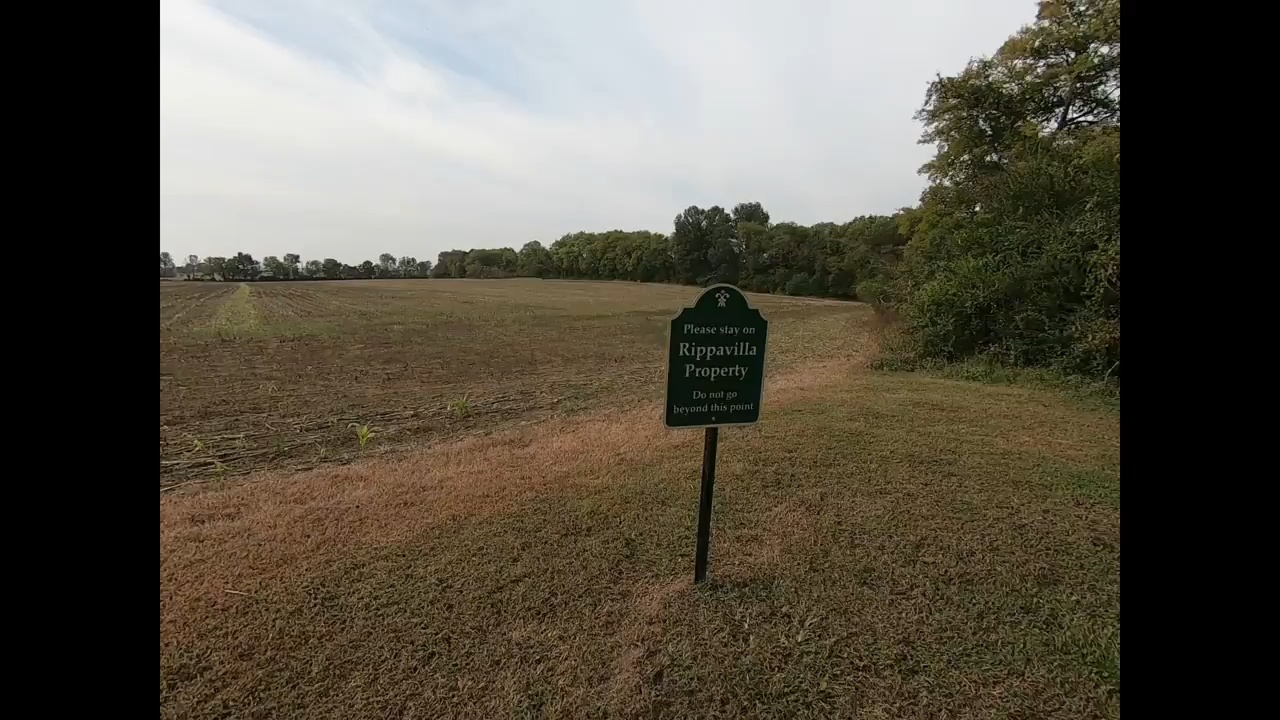 Please stay on
Rippavilla
Property
Do not go
beyond this point